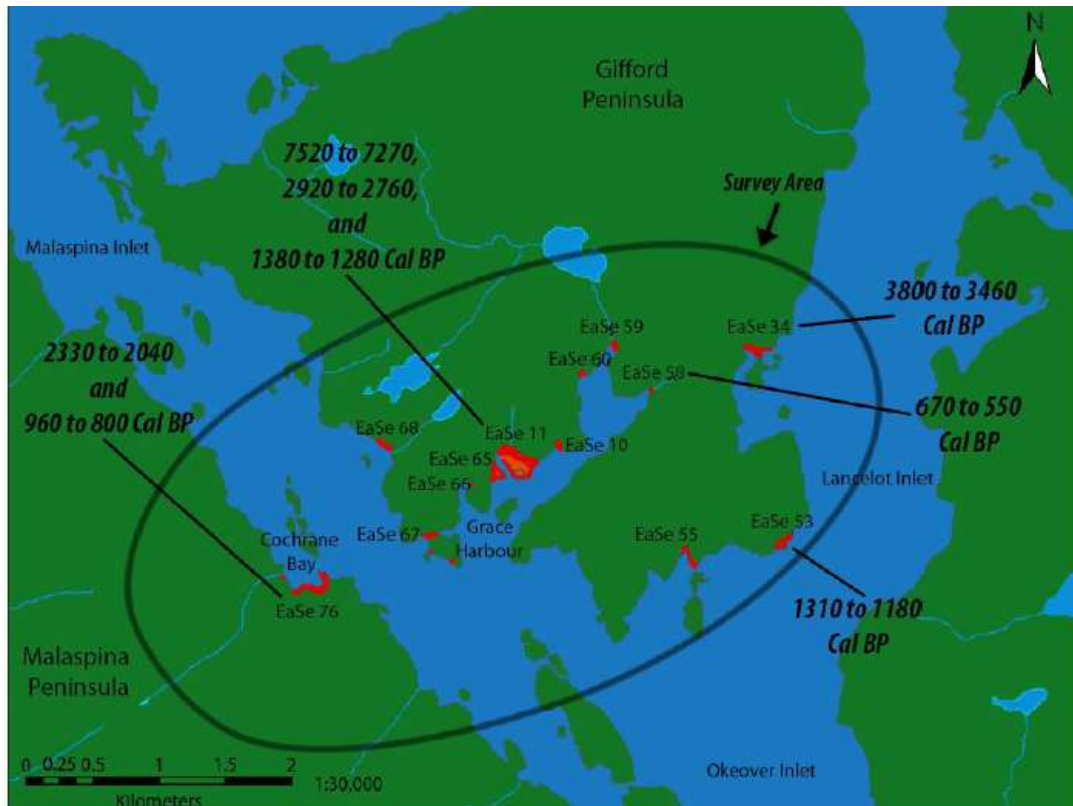 N
Gifford
Peninsula
7520 to 7270,
2920 to 2760,
and
1380 to 1280 Cal BP
Survey Area
Malaspina Inlet
3800 to 3460
Cal BP
EaSe 59
EaSe 34
2330 to 2040
and
960 to 800 Cal BP
EaSe 60
EaSe 58
670 to 550
Cal BP
EaSe 68
EaSe 11
EaSe 10
EaSe 65
EaSe 66
Lancelot Inlet
EaSe 67
Grace
Harbour
EaSe 53
EaSe 55
Cochrane
Bay
EaSe 76
1310 to 1180
Cal BP
Malaspina
Peninsula
0 0.25 0.5 1 1.5 2
1:30,000
Kilometers
Okeover Inlet